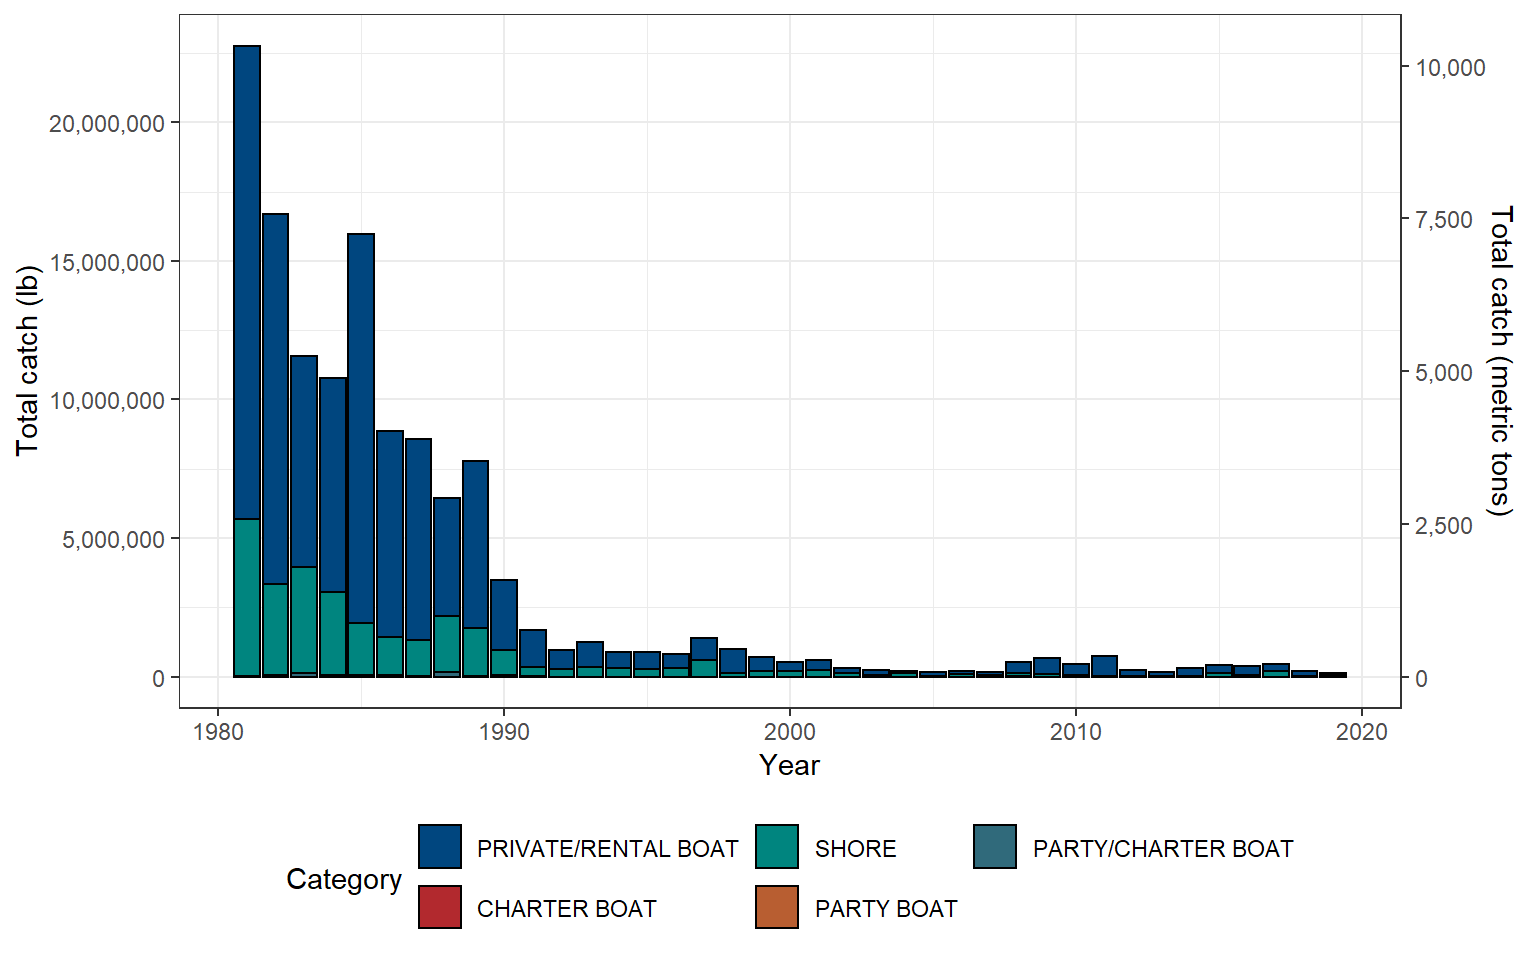 Total catch (lb)
20,000,000
15,000,000
10,000,000
5,000,000
0
10,000
7,500
5,000
2,500
0
Total catch (metric tons)
1980 1990 2000 2010 2020
Year
Category
PRIVATE/RENTAL BOAT SHORE PARTY/CHARTER BOAT
CHARTER BOAT PARTY BOAT